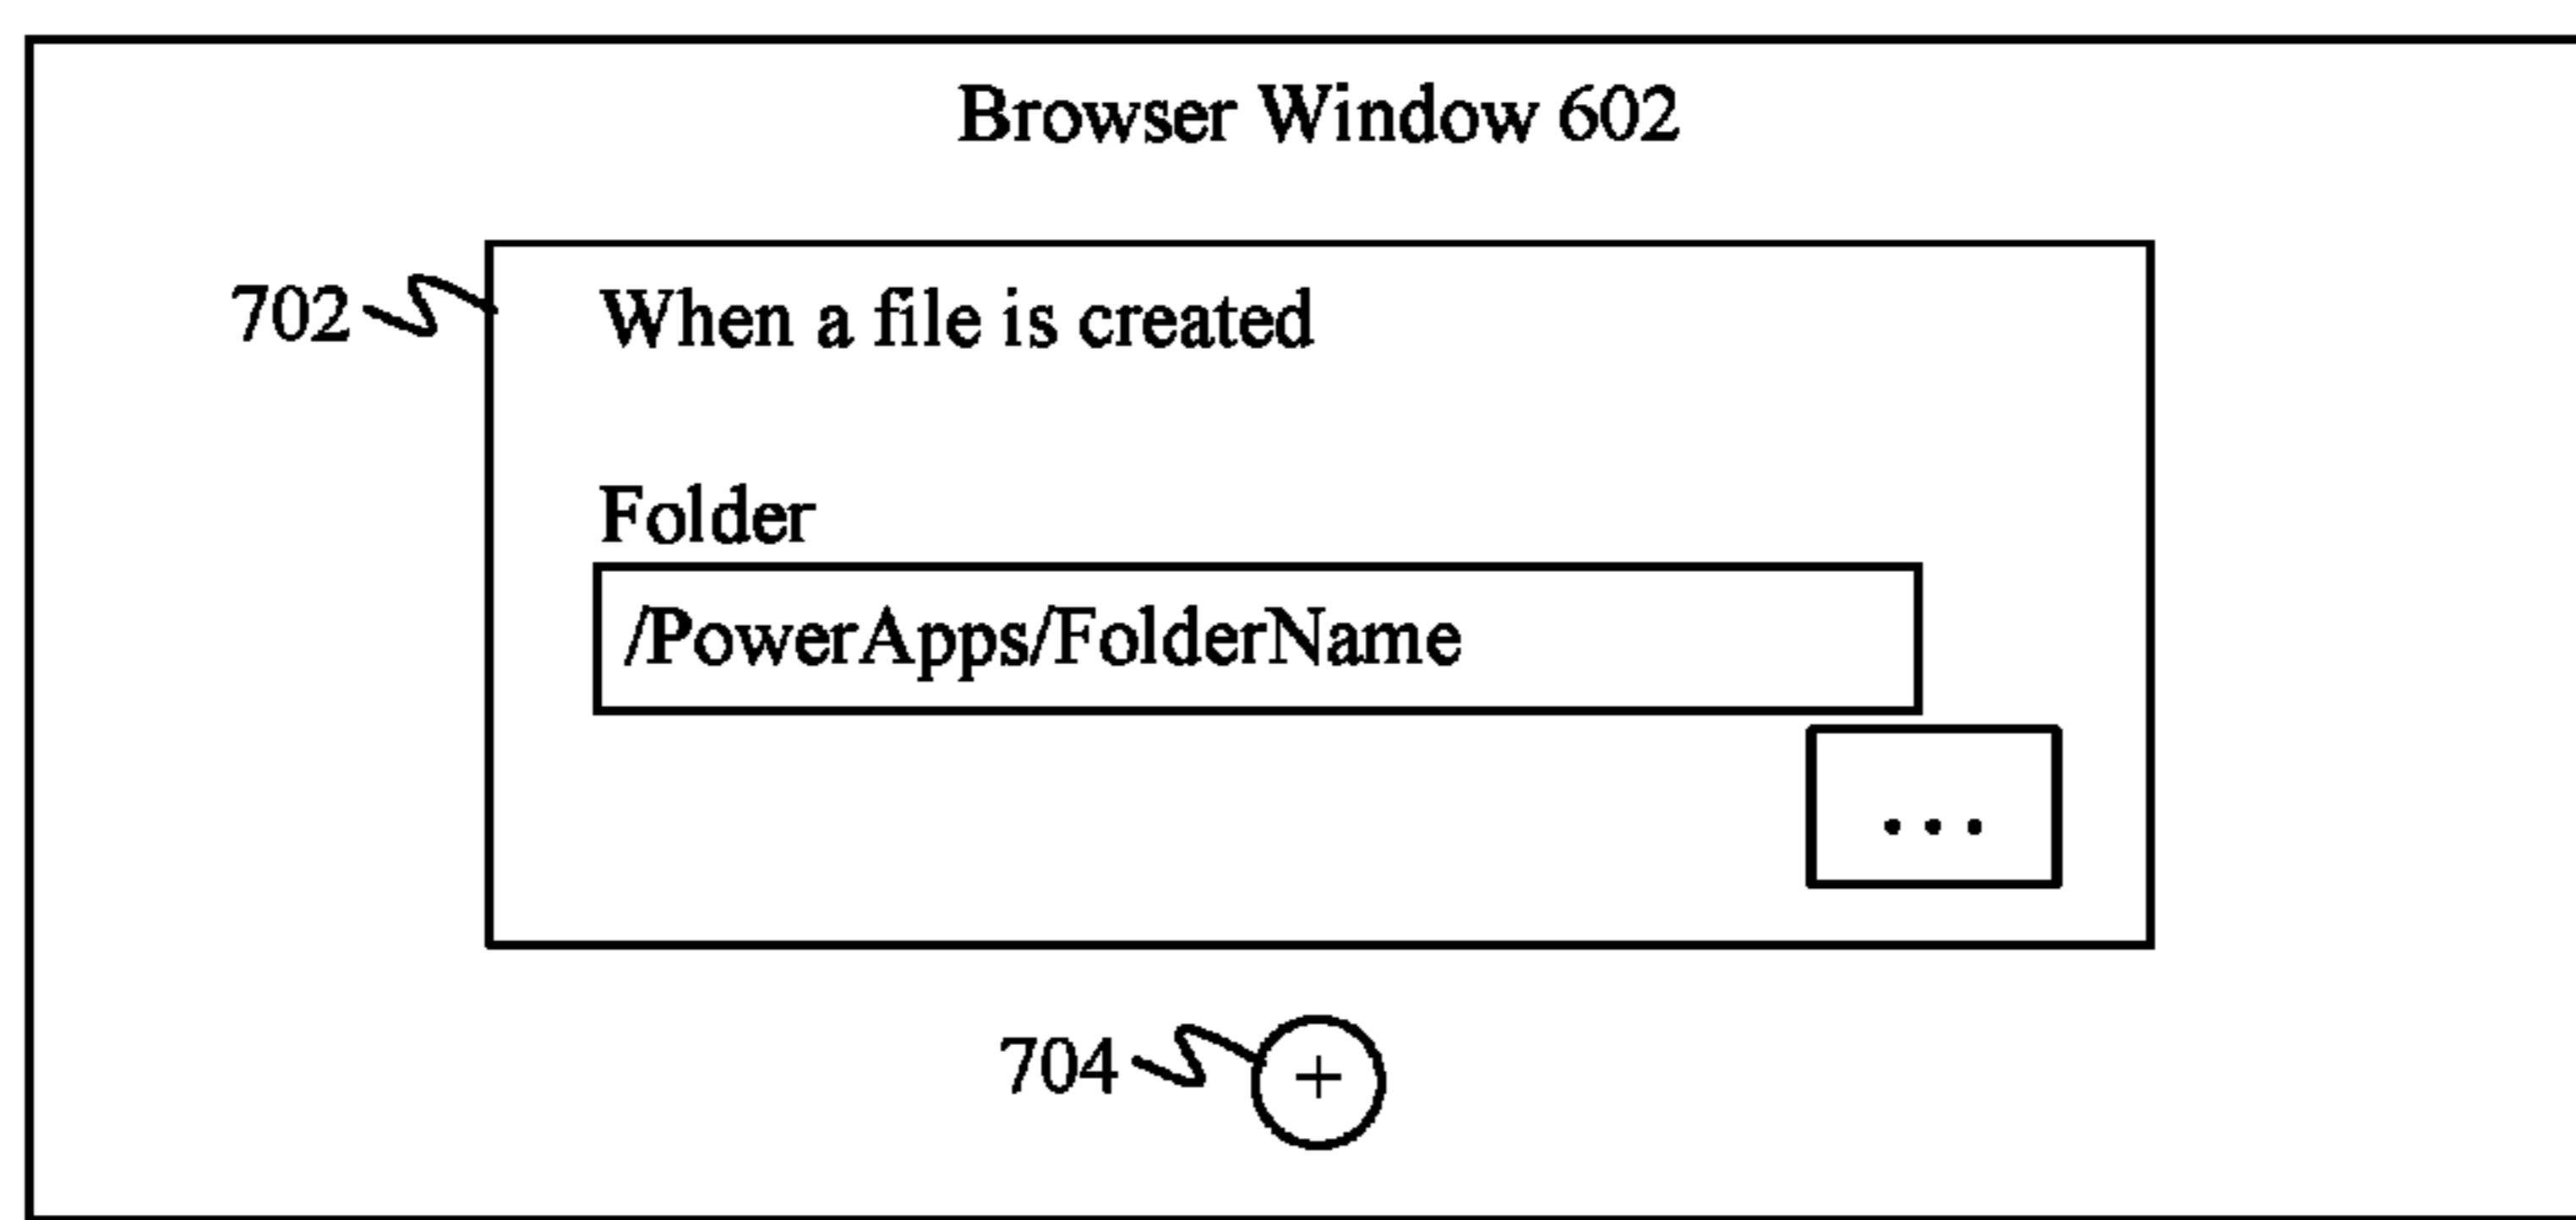 Browser Window 602
702
When a file is created
Folder
/PowerApps/FolderName
...
704
+